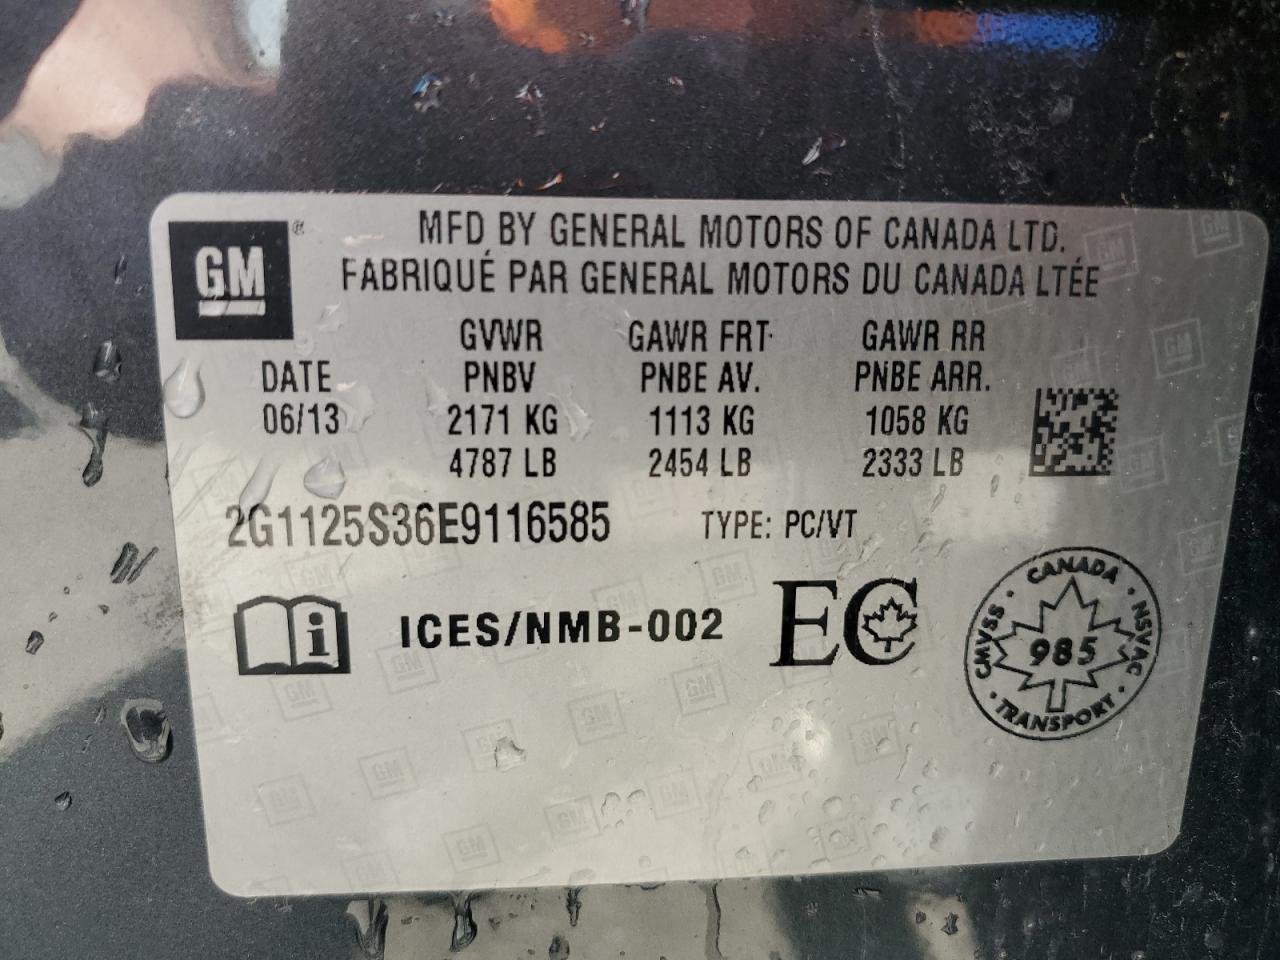 GM ®
MFD BY GENERAL MOTORS OF CANADA LTD.
FABRIQUÉ PAR GENERAL MOTORS DU CANADA LTÉE
GVWR GAWR FRT GAWR RR
DATE PNBV PNBE AV. PNBE ARR.
06/13 2171 KG 1113 KG 1058 KG
4787 LB 2454 LB 2333 LB
2G1125S36E9116585 TYPE: PC/VT
i ICES/NMB-002 EC
CANADA
CMVSS · NSVAC
985
· TRANSPORT ·